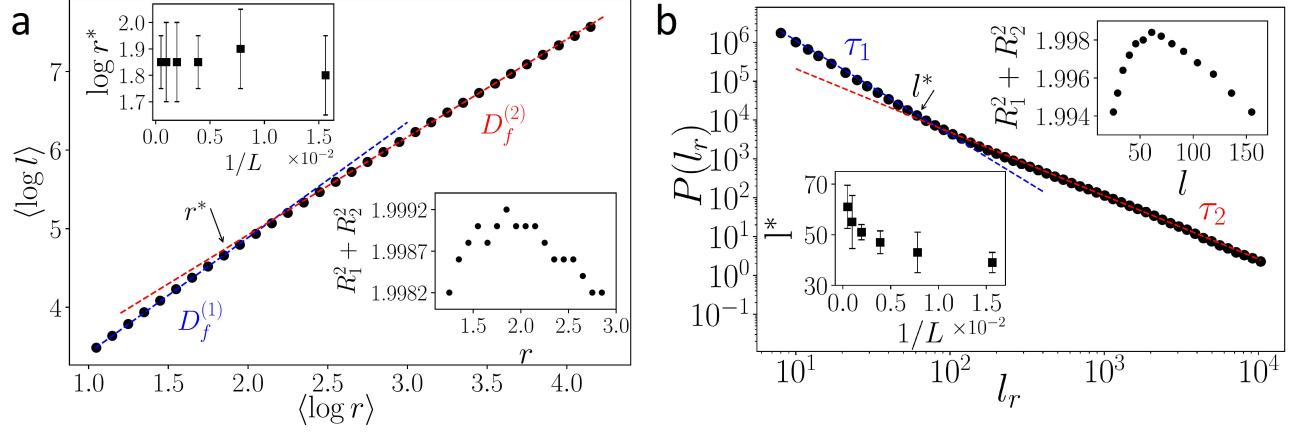 a
⟨log l⟩
7
6
5
4
1.0 1.5 2.0 2.5 3.0 3.5 4.0
⟨log r⟩
r*
D_f^(1)
D_f^(2)
log r*
2.0
1.9
1.8
1.7
0.0 0.5 1.0 1.5
1/L ×10⁻²
R₁² + R₂²
1.9992
1.9987
1.9982
1.5 2.0 2.5 3.0
r
b
P(l_r)
10⁶
10⁵
10⁴
10³
10²
10¹
10⁰
10⁻¹
10¹ 10² 10³ 10⁴
l_r
τ₁
l*
τ₂
R₁² + R₂²
1.998
1.996
1.994
50 100 150
l
l*
70
50
30
0.0 0.5 1.0 1.5
1/L ×10⁻²